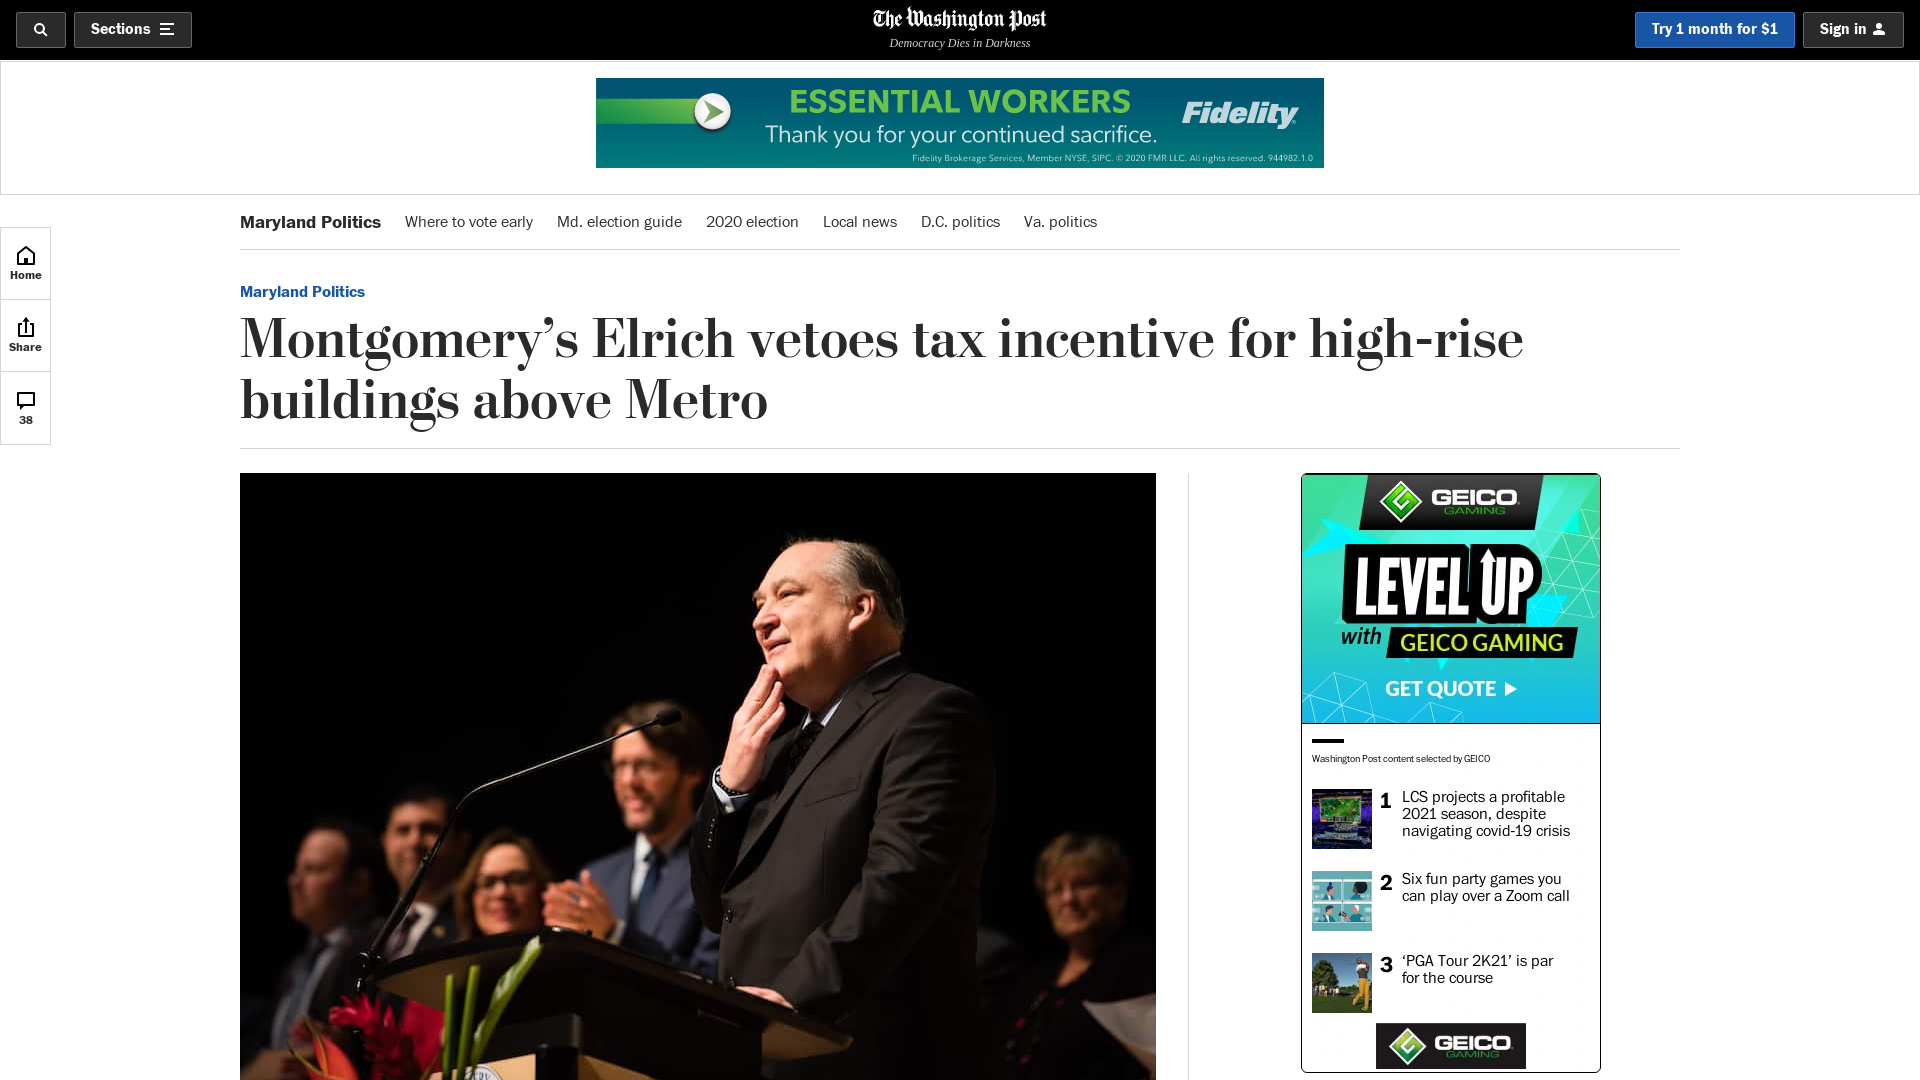 Sections
The Washington Post
Democracy Dies in Darkness
Try 1 month for $1
Sign in
ESSENTIAL WORKERS
Thank you for your continued sacrifice.
Fidelity
Fidelity Brokerage Services, Member NYSE, SIPC. © 2020 FMR LLC. All rights reserved. 944982.1.0
Maryland Politics Where to vote early Md. election guide 2020 election Local news D.C. politics Va. politics
Home
Share
38
Maryland Politics
Montgomery’s Elrich vetoes tax incentive for high-rise
buildings above Metro
GEICO
GAMING
LEVEL UP
with GEICO GAMING
GET QUOTE
Washington Post content selected by GEICO
1 LCS projects a profitable
2021 season, despite
navigating covid-19 crisis
2 Six fun party games you
can play over a Zoom call
3 ‘PGA Tour 2K21’ is par
for the course
GEICO
GAMING